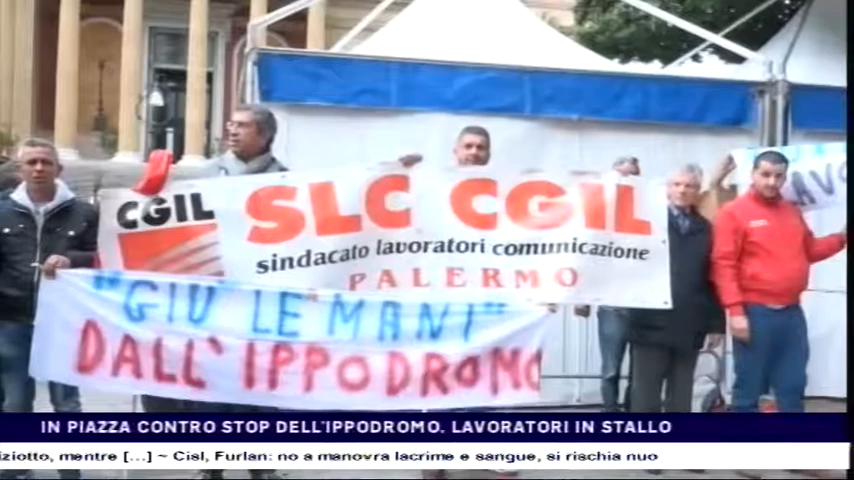 CGIL
SLC CGIL
sindacato lavoratori comunicazione
PALERMO
"GIU' LE MANI"
DALL'IPPODROMO
LAVO
IN PIAZZA CONTRO STOP DELL'IPPODROMO. LAVORATORI IN STALLO
iziotto, mentre [...] ~ Cisl, Furlan: no a manovra lacrime e sangue, si rischia nuo